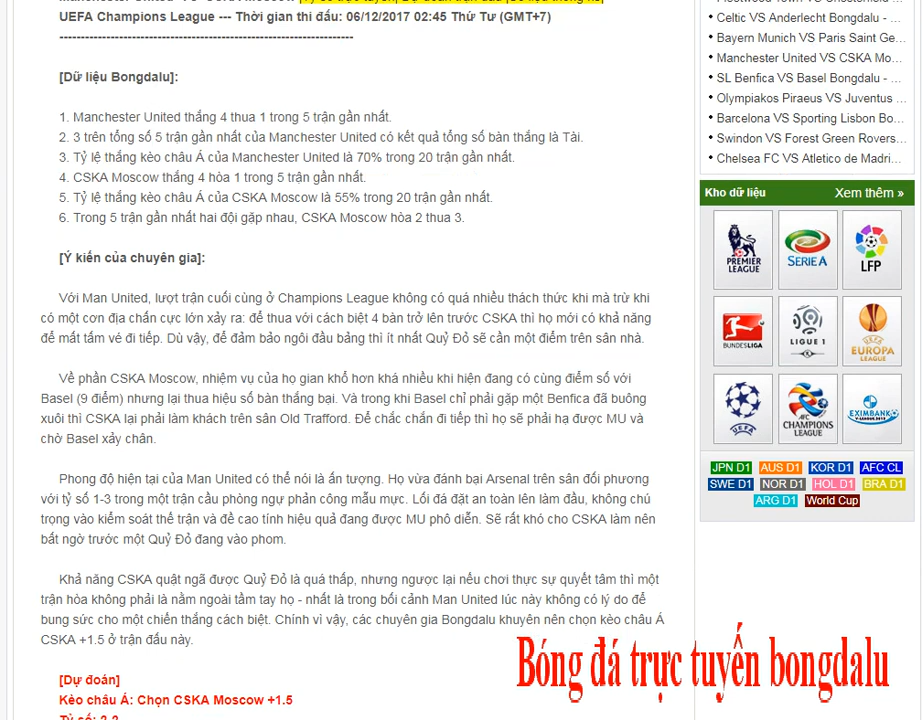 UEFA Champions League --- Thời gian thi đấu: 06/12/2017 02:45 Thứ Tư (GMT+7)
-----------------------------------------------------------------
[Dữ liệu Bongdalu]:
1. Manchester United thắng 4 thua 1 trong 5 trận gần nhất.
2. 3 trên tổng số 5 trận gần nhất của Manchester United có kết quả tổng số bàn thắng là Tài.
3. Tỷ lệ thắng kèo châu Á của Manchester United là 70% trong 20 trận gần nhất.
4. CSKA Moscow thắng 4 hòa 1 trong 5 trận gần nhất.
5. Tỷ lệ thắng kèo châu Á của CSKA Moscow là 55% trong 20 trận gần nhất.
6. Trong 5 trận gần nhất hai đội gặp nhau, CSKA Moscow hòa 2 thua 3.
[Ý kiến của chuyên gia]:
Với Man United, lượt trận cuối cùng ở Champions League không có quá nhiều thách thức khi mà trừ khi
có một cơn địa chấn cực lớn xảy ra: để thua với cách biệt 4 bàn trở lên trước CSKA thì họ mới có khả năng
để mất tấm vé đi tiếp. Dù vậy, để đảm bảo ngôi đầu bảng thì ít nhất Quỷ Đỏ sẽ cần một điểm trên sân nhà.
Về phần CSKA Moscow, nhiệm vụ của họ gian khổ hơn khá nhiều khi hiện đang có cùng điểm số với
Basel (9 điểm) nhưng lại thua hiệu số bàn thắng bại. Và trong khi Basel chỉ phải gặp một Benfica đã buông
xuôi thì CSKA lại phải làm khách trên sân Old Trafford. Để chắc chắn đi tiếp thì họ sẽ phải hạ được MU và
chờ Basel xảy chân.
Phong độ hiện tại của Man United có thể nói là ấn tượng. Họ vừa đánh bại Arsenal trên sân đối phương
với tỷ số 1-3 trong một trận cầu phòng ngự phản công mẫu mực. Lối đá đặt an toàn lên làm đầu, không chú
trọng vào kiểm soát thế trận và đề cao tính hiệu quả đang được MU phô diễn. Sẽ rất khó cho CSKA làm nên
bất ngờ trước một Quỷ Đỏ đang vào phom.
Khả năng CSKA quật ngã được Quỷ Đỏ là quá thấp, nhưng ngược lại nếu chơi thực sự quyết tâm thì một
trận hòa không phải là nằm ngoài tầm tay họ - nhất là trong bối cảnh Man United lúc này không có lý do để
bung sức cho một chiến thắng cách biệt. Chính vì vậy, các chuyên gia Bongdalu khuyên nên chọn kèo châu Á
CSKA +1.5 ở trận đấu này.
[Dự đoán]
Kèo châu Á: Chọn CSKA Moscow +1.5
Celtic VS Anderlecht Bongdalu - ...
Bayern Munich VS Paris Saint Ge...
Manchester United VS CSKA Mo...
SL Benfica VS Basel Bongdalu - ...
Olympiakos Piraeus VS Juventus ...
Barcelona VS Sporting Lisbon Bo...
Swindon VS Forest Green Rovers...
Chelsea FC VS Atletico de Madri...
Kho dữ liệu Xem thêm »
PREMIER
LEAGUE
SERIE A
LFP
BUNDESLIGA
LIGUE 1
UEFA
EUROPA
LEAGUE
UEFA
AFC
CHAMPIONS
LEAGUE
EXIMBANK
JPN D1 AUS D1 KOR D1 AFC CL
SWE D1 NOR D1 HOL D1 BRA D1
ARG D1 World Cup
Bóng đá trực tuyến bongdalu